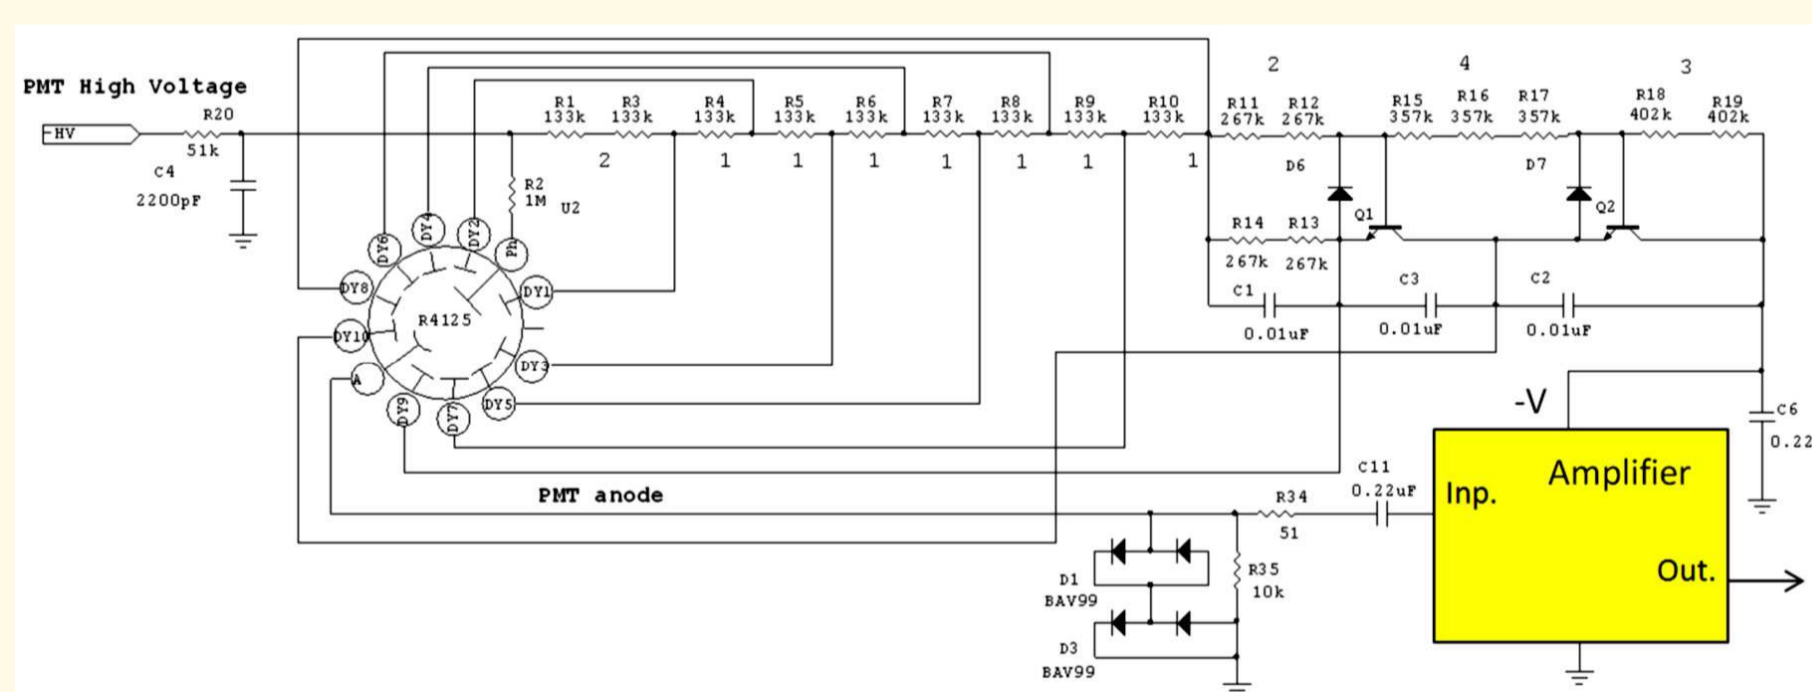 2 4 3
PMT High Voltage
R20
-HV
51k
C4
2200pF
R1 R3 R4 R5 R6 R7 R8 R9 R10 R11 R12 R15 R16 R17 R18 R19
133k 133k 133k 133k 133k 133k 133k 133k 133k 267k 267k 357k 357k 357k 402k 402k
2 1 1 1 1 1 1 1
R2
1M
U2
D6
D7
Q1
Q2
R14 R13
267k 267k
C1
0.01uF
C3
0.01uF
C2
0.01uF
DY6
DY4
DY2
Ph
DY8
DY1
R4125
DY10
DY3
A
DY9
DY7
DY5
-V
C6
0.22
PMT anode
C11
0.22uF
R34
51
Inp.
Amplifier
Out.
D1
BAV99
R35
10k
D3
BAV99